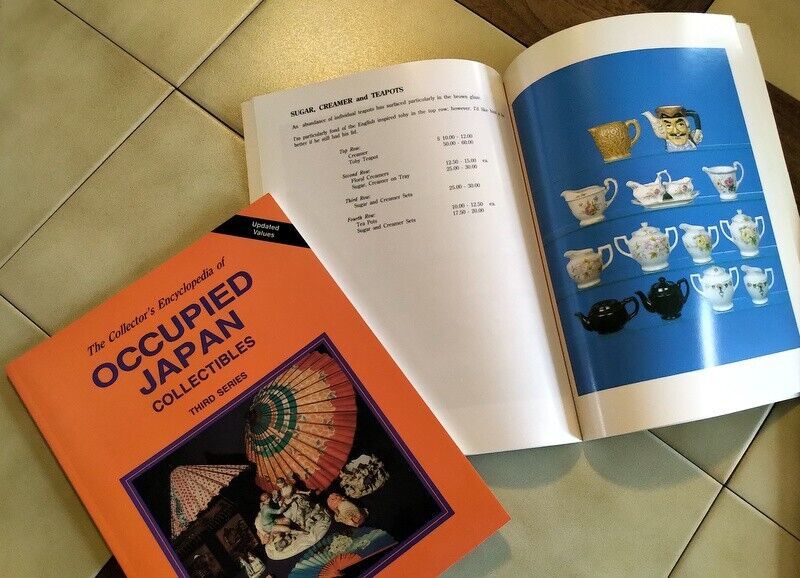 SUGAR, CREAMER and TEAPOTS
An abundance of individual teapots has surfaced particularly in the brown glaze.
I'm particularly fond of the English inspired toby in the top row; however, I'd like
better if he still had his lid.
Top Row:
Creamer $ 10.00 - 12.00
Toby Teapot 50.00 - 60.00
Second Row:
Floral Creamers 12.50 - 15.00 ea.
Sugar, Creamer on Tray 25.00 - 30.00
Third Row:
Sugar and Creamer Sets 25.00 - 30.00
Fourth Row:
Tea Pots 10.00 - 12.50 ea.
Sugar and Creamer Sets 17.50 - 20.00
Updated
Values
The Collector's Encyclopedia of
OCCUPIED
JAPAN
COLLECTIBLES
THIRD SERIES